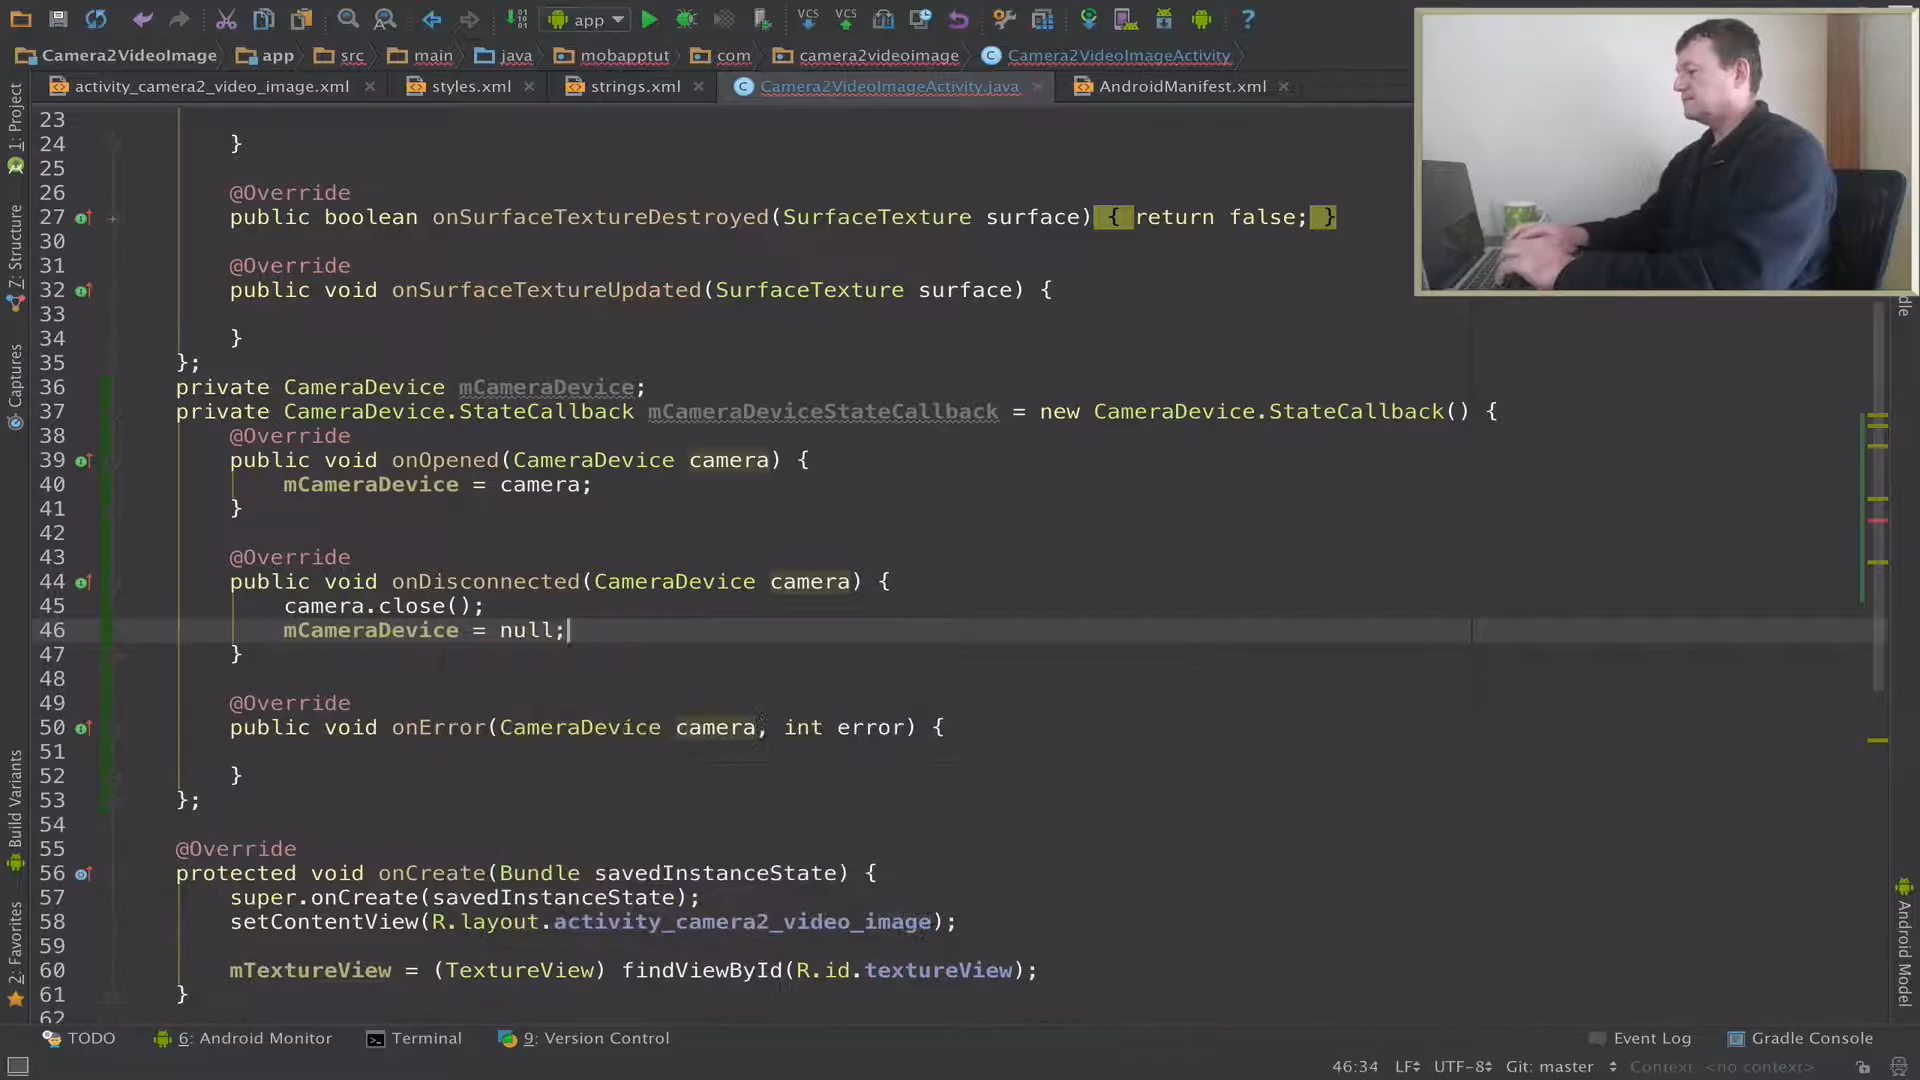 app
VCS
VCS
?
Camera2VideoImage
app
src
main
java
mobapptut
com
camera2videoimage
Camera2VideoImageActivity
activity_camera2_video_image.xml
styles.xml
strings.xml
Camera2VideoImageActivity.java
AndroidManifest.xml
1: Project
7: Structure
Captures
Build Variants
2: Favorites
23
24 }
25
26 @Override
27 public boolean onSurfaceTextureDestroyed(SurfaceTexture surface) { return false; }
30
31 @Override
32 public void onSurfaceTextureUpdated(SurfaceTexture surface) {
33
34 }
35 };
36 private CameraDevice mCameraDevice;
37 private CameraDevice.StateCallback mCameraDeviceStateCallback = new CameraDevice.StateCallback() {
38 @Override
39 public void onOpened(CameraDevice camera) {
40 mCameraDevice = camera;
41 }
42
43 @Override
44 public void onDisconnected(CameraDevice camera) {
45 camera.close();
46 mCameraDevice = null;
47 }
48
49 @Override
50 public void onError(CameraDevice camera, int error) {
51
52 }
53 };
54
55 @Override
56 protected void onCreate(Bundle savedInstanceState) {
57 super.onCreate(savedInstanceState);
58 setContentView(R.layout.activity_camera2_video_image);
59
60 mTextureView = (TextureView) findViewById(R.id.textureView);
61 }
62
Android Model
TODO
6: Android Monitor
Terminal
9: Version Control
Event Log
Gradle Console
46:34
LF
UTF-8
Git: master
Context: <no context>